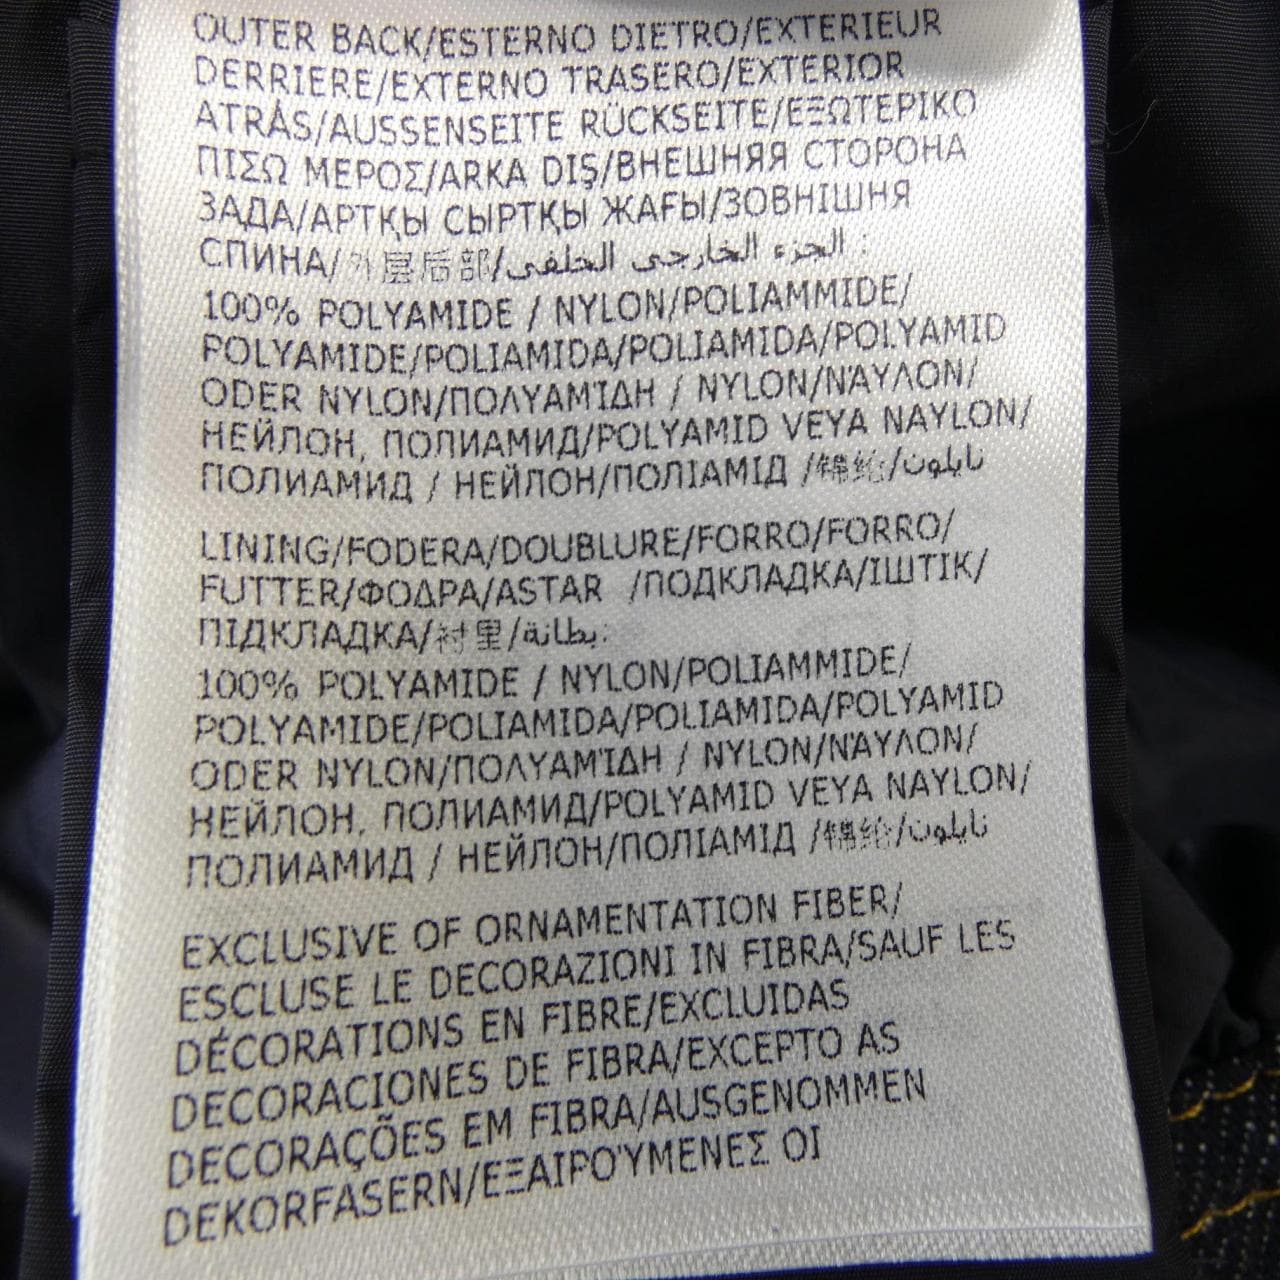 OUTER BACK/ESTERNO DIETRO/EXTERIEUR
DERRIERE/EXTERNO TRASERO/EXTERIOR
ATRÁS/AUSSENSEITE RÜCKSEITE/ΕΞΩΤΕΡΙΚΟ
ΠΙΣΩ ΜΕΡΟΣ/ARKA DIŞ/ВНЕШНЯЯ СТОРОНА
ЗАДА/АРТҚЫ СЫРТҚЫ ЖАҒЫ/ЗОВНІШНЯ
СПИНА/外层后部/الجزء الخارجي الخلفي :
100% POLYAMIDE / NYLON/POLIAMMIDE/
POLYAMIDE/POLIAMIDA/POLIAMIDA/POLYAMID
ODER NYLON/ΠΟΛΥΑΜΊΔΗ / NYLON/ΝΆΥΛΟΝ/
НЕЙЛОН, ПОЛИАМИД/POLYAMID VEYA NAYLON/
ПОЛИАМИД / НЕЙЛОН/ПОЛІАМІД /锦纶/نايلون
LINING/FODERA/DOUBLURE/FORRO/FORRO/
FUTTER/ΦΟΔΡΑ/ASTAR /ПОДКЛАДКА/ІШТІК/
ПІДКЛАДКА/衬里/بطانة:
100% POLYAMIDE / NYLON/POLIAMMIDE/
POLYAMIDE/POLIAMIDA/POLIAMIDA/POLYAMID
ODER NYLON/ΠΟΛΥΑΜΊΔΗ / NYLON/ΝΆΥΛΟΝ/
НЕЙЛОН, ПОЛИАМИД/POLYAMID VEYA NAYLON/
ПОЛИАМИД / НЕЙЛОН/ПОЛІАМІД /锦纶/نايلون
EXCLUSIVE OF ORNAMENTATION FIBER/
ESCLUSE LE DECORAZIONI IN FIBRA/SAUF LES
DÉCORATIONS EN FIBRE/EXCLUIDAS
DECORACIONES DE FIBRA/EXCEPTO AS
DECORAÇÕES EM FIBRA/AUSGENOMMEN
DEKORFASERN/ΕΞΑΙΡΟΎΜΕΝΕΣ ΟΙ